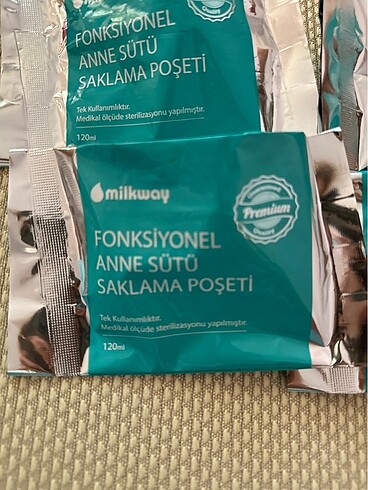 milkway
FONKSİYONEL
ANNE SÜTÜ
SAKLAMA POŞETİ
Tek Kullanımlıktır.
Medikal ölçüde sterilizasyonu yapılmıştır.
120ml
milkway
Premium
FONKSİYONEL
ANNE SÜTÜ
SAKLAMA POŞETİ
Tek Kullanımlıktır.
Medikal ölçüde sterilizasyonu yapılmıştır.
120ml